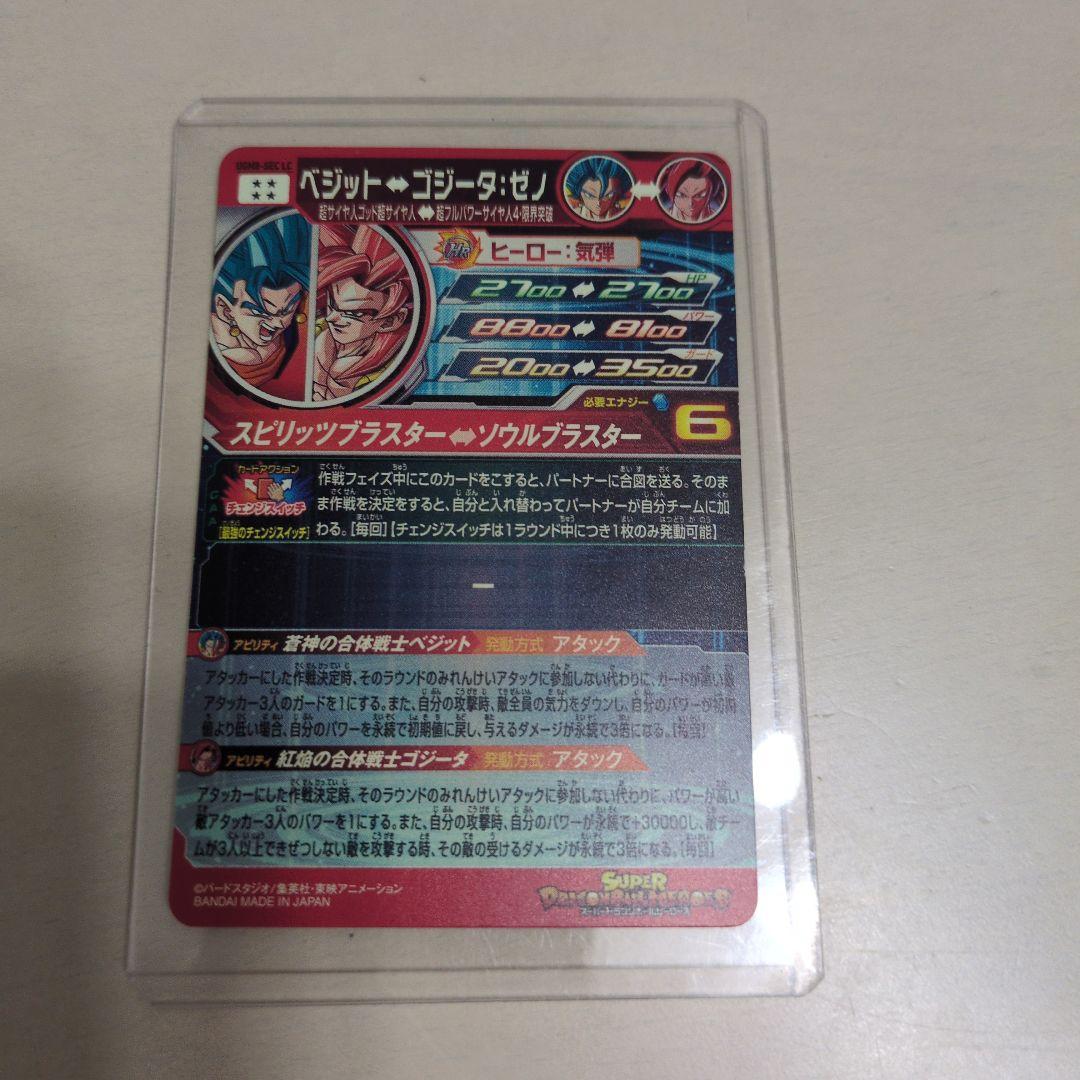 UGM9-SEC LC
ベジット⇔ゴジータ:ゼノ
超サイヤ人ゴッド超サイヤ人⇔超フルパワーサイヤ人4・限界突破
HR ヒーロー:気弾
HP
2700⇔2700
パワー
8800⇔8100
ガード
2000⇔3500
必要エナジー 6
スピリッツブラスター⇔ソウルブラスター
カードアクション
チェンジスイッチ
[最強のチェンジスイッチ]
CAA
作戦フェイズ中にこのカードをこすると、パートナーに合図を送る。そのま
ま作戦を決定をすると、自分と入れ替わってパートナーが自分チームに加
わる。[毎回]【チェンジスイッチは1ラウンド中につき1枚のみ発動可能】
ー
アビリティ 蒼神の合体戦士ベジット 発動方式 アタック
アタッカーにした作戦決定時、そのラウンドのみれんけいアタックに参加しない代わりに、ガードが高い敵
アタッカー3人のガードを1にする。また、自分の攻撃時、敵全員の気力をダウンし、自分のパワーが初期
値より低い場合、自分のパワーを永続で初期値に戻し、与えるダメージが永続で3倍になる。[毎回]
アビリティ 紅焔の合体戦士ゴジータ 発動方式 アタック
アタッカーにした作戦決定時、そのラウンドのみれんけいアタックに参加しない代わりに、パワーが高い
敵アタッカー3人のパワーを1にする。また、自分の攻撃時、自分のパワーが永続で+30000し、敵チー
ムが3人以上できぜつしない敵を攻撃する時、その敵の受けるダメージが永続で3倍になる。[毎回]
©バードスタジオ/集英社・東映アニメーション
BANDAI MADE IN JAPAN
SUPER
DRAGONBALL HEROES
スーパードラゴンボールヒーローズ